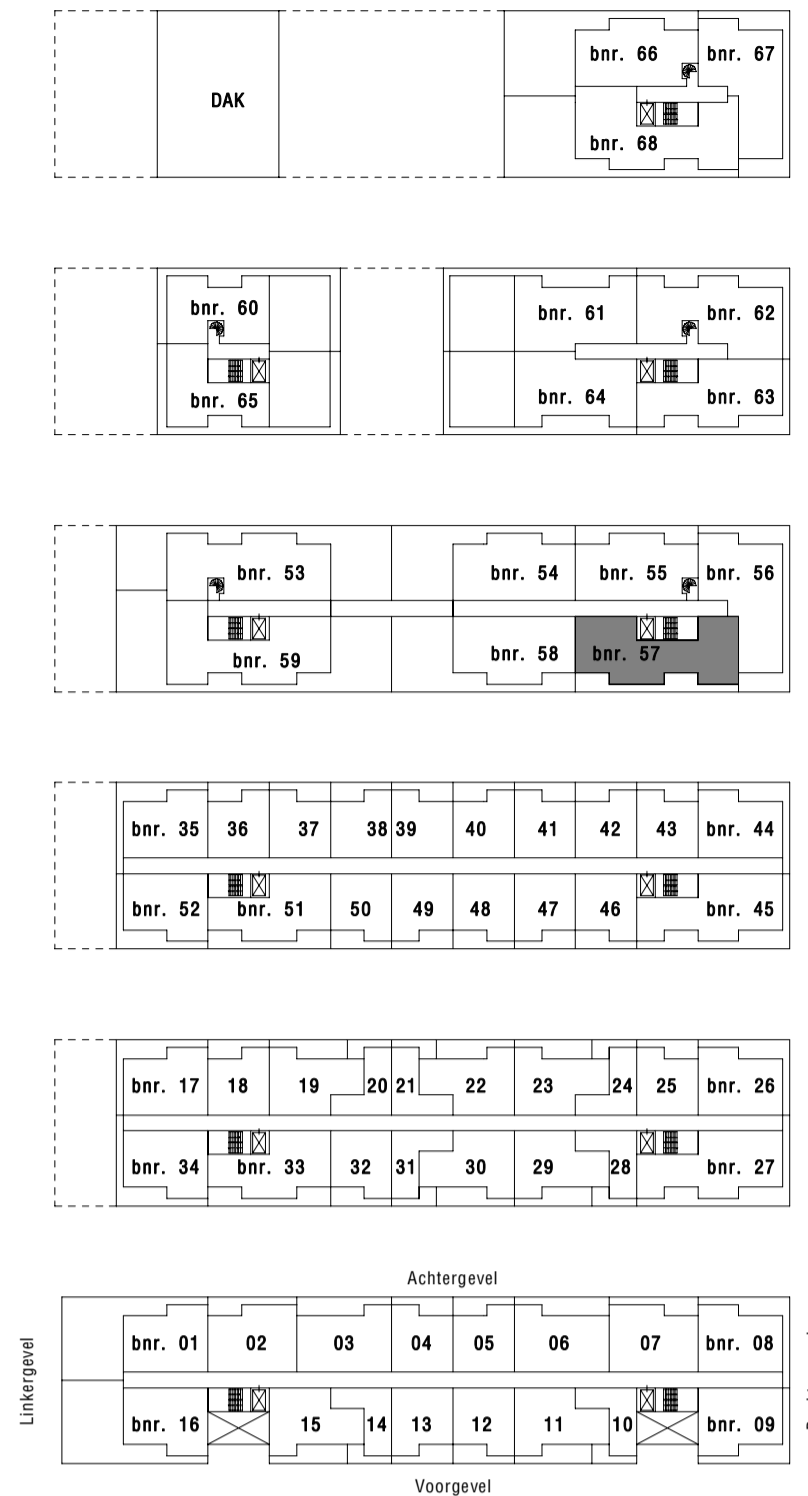 bnr. 66 bnr. 67
DAK
bnr. 68
bnr. 60 bnr. 61 bnr. 62
bnr. 65 bnr. 64 bnr. 63
bnr. 53 bnr. 54 bnr. 55 bnr. 56
bnr. 59 bnr. 58 bnr. 57
bnr. 35 36 37 38 39 40 41 42 43 bnr. 44
bnr. 52 bnr. 51 50 49 48 47 46 bnr. 45
bnr. 17 18 19 20 21 22 23 24 25 bnr. 26
bnr. 34 bnr. 33 32 31 30 29 28 bnr. 27
Achtergevel
Linkergevel
bnr. 01 02 03 04 05 06 07 bnr. 08
bnr. 16 15 14 13 12 11 10 bnr. 09
Voorgevel